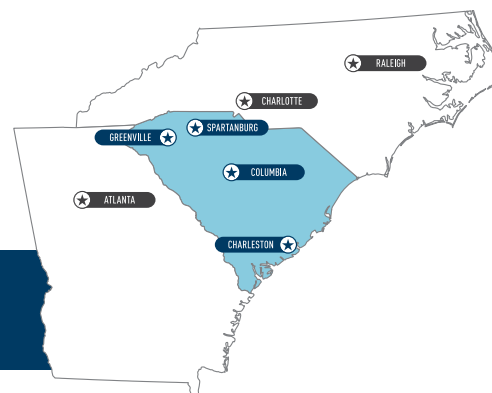 RALEIGH
CHARLOTTE
SPARTANBURG
GREENVILLE
COLUMBIA
ATLANTA
CHARLESTON